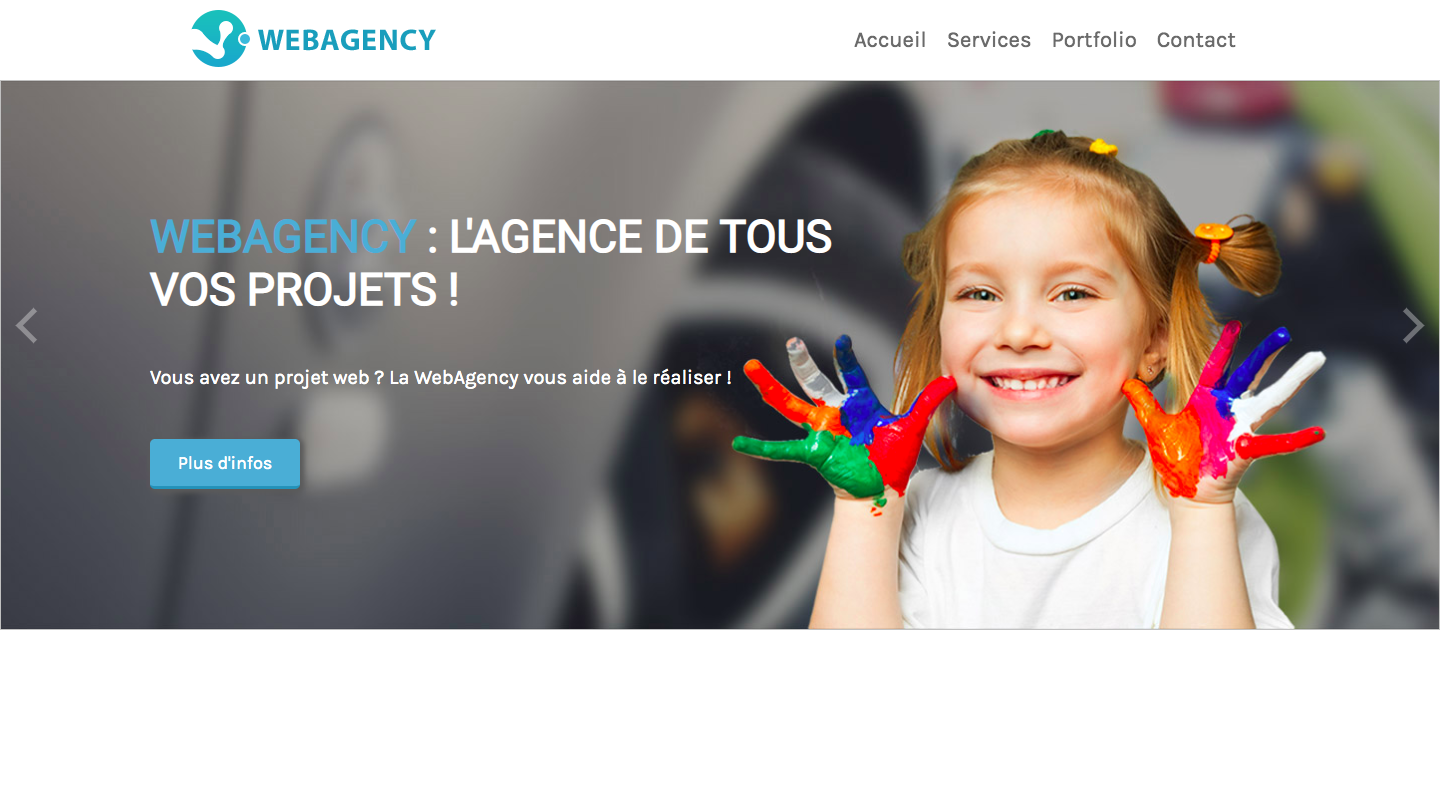 WEBAGENCY
Accueil Services Portfolio Contact
WEBAGENCY : L'AGENCE DE TOUS
VOS PROJETS !
Vous avez un projet web ? La WebAgency vous aide à le réaliser !
Plus d'infos